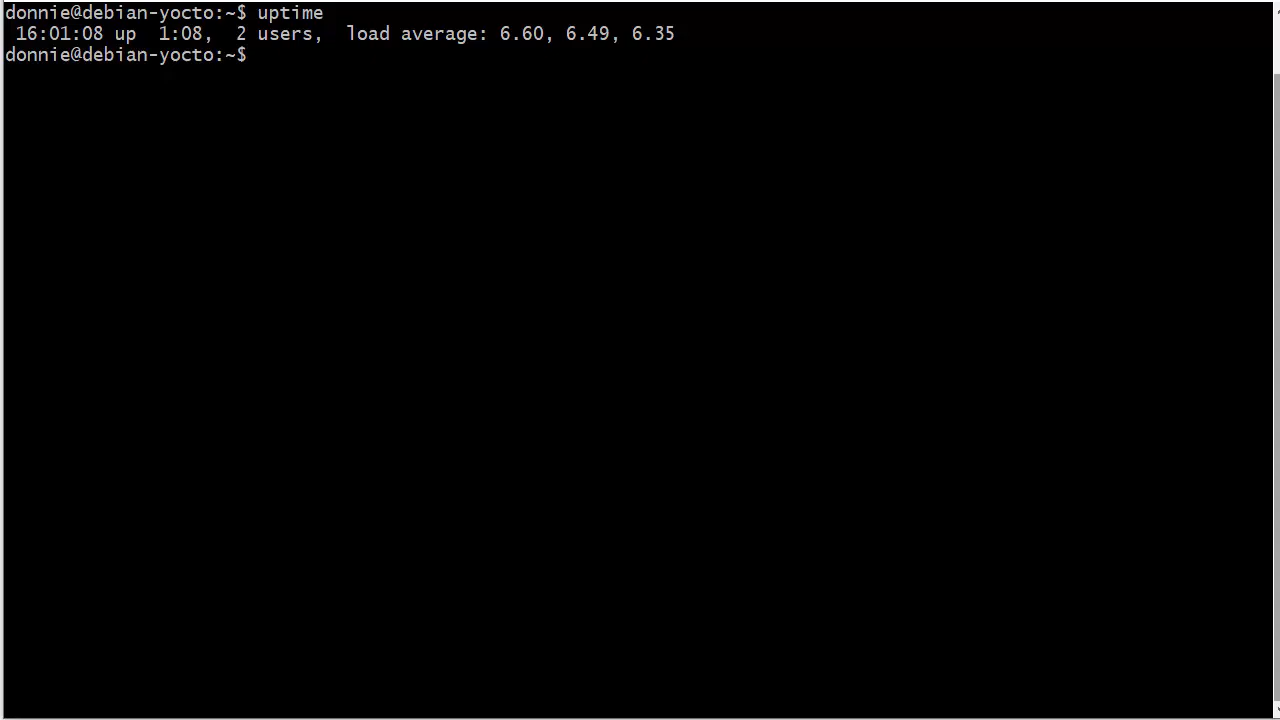 donnie@debian-yocto:~$ uptime
 16:01:08 up  1:08,  2 users,  load average: 6.60, 6.49, 6.35
donnie@debian-yocto:~$